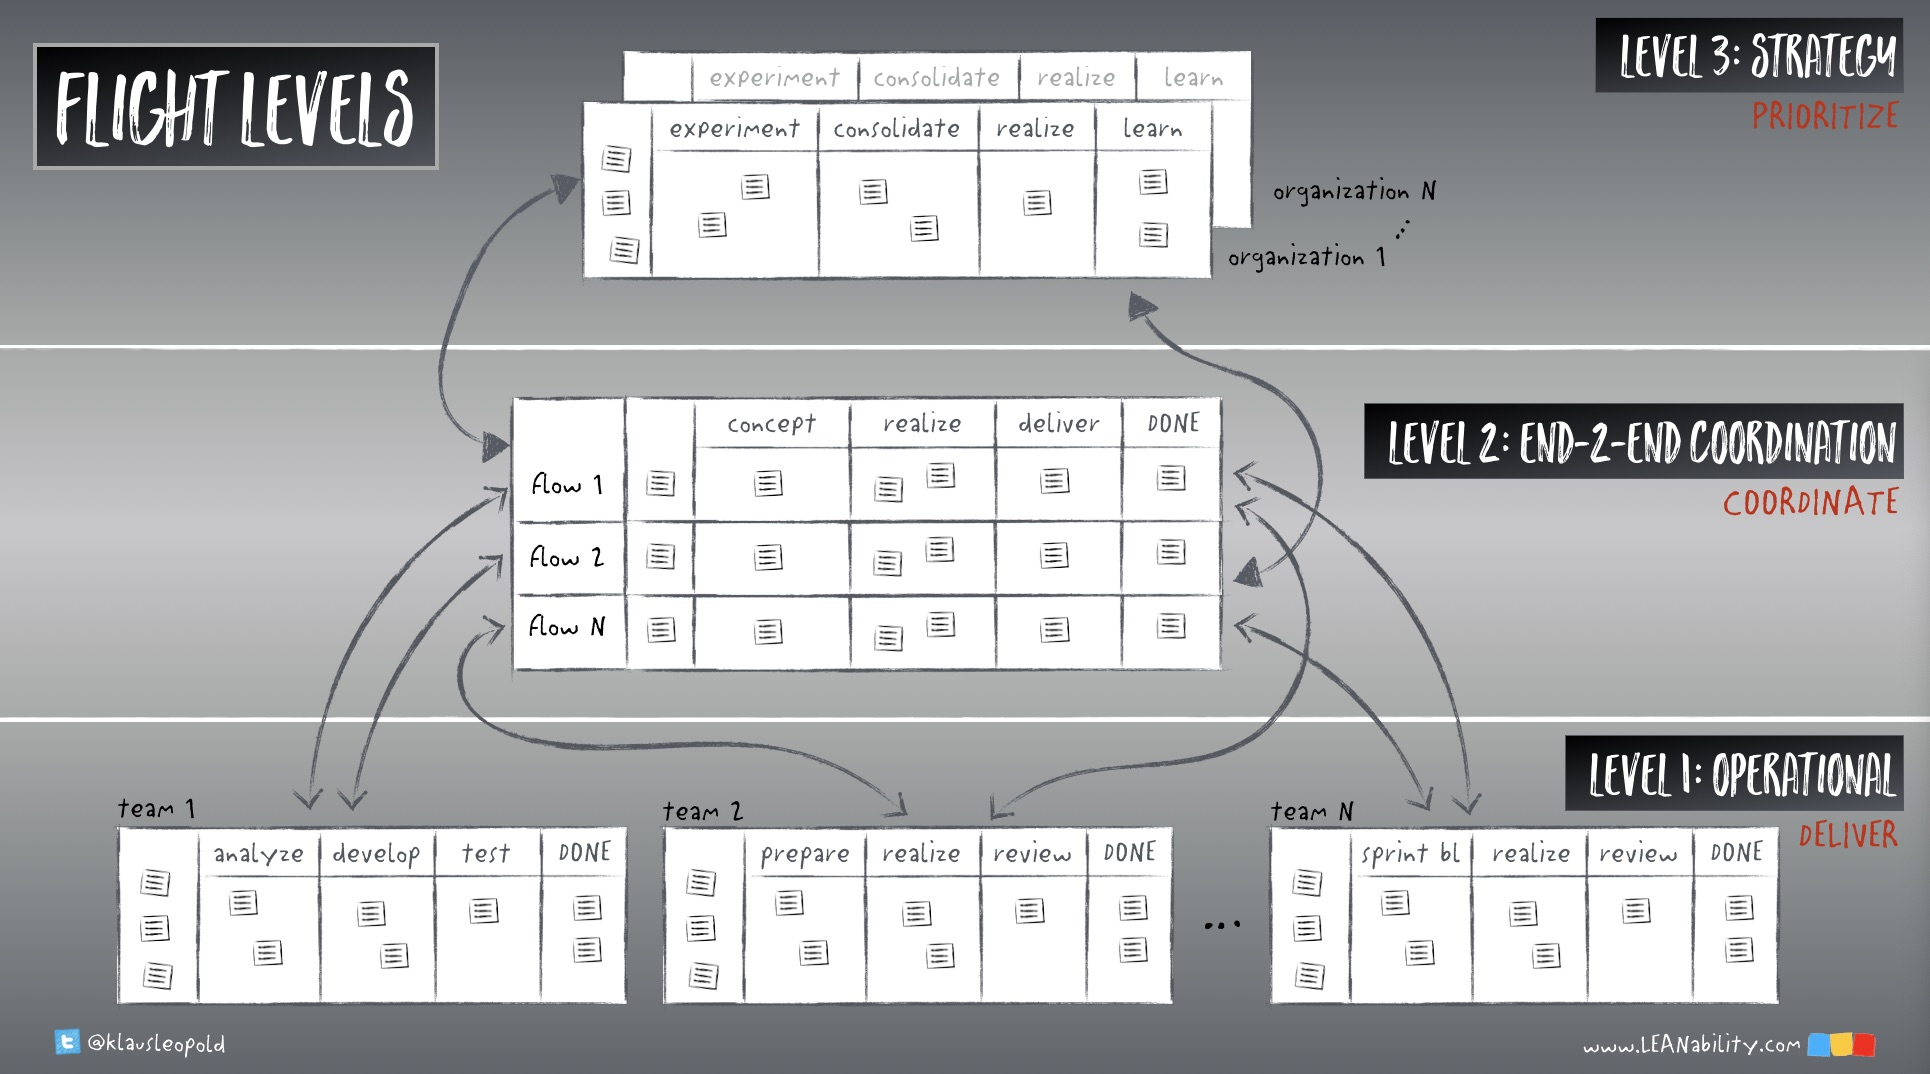 FLIGHT LEVELS
LEVEL 3: STRATEGY
PRIORITIZE
experiment consolidate realize learn
experiment consolidate realize learn
organization N
...
organization 1
LEVEL 2: END-2-END COORDINATION
COORDINATE
concept realize deliver DONE
flow 1
flow 2
flow N
LEVEL 1: OPERATIONAL
DELIVER
team 1
analyze develop test DONE
team 2
prepare realize review DONE
...
team N
sprint bl realize review DONE
@klausleopold
www.LEANability.com